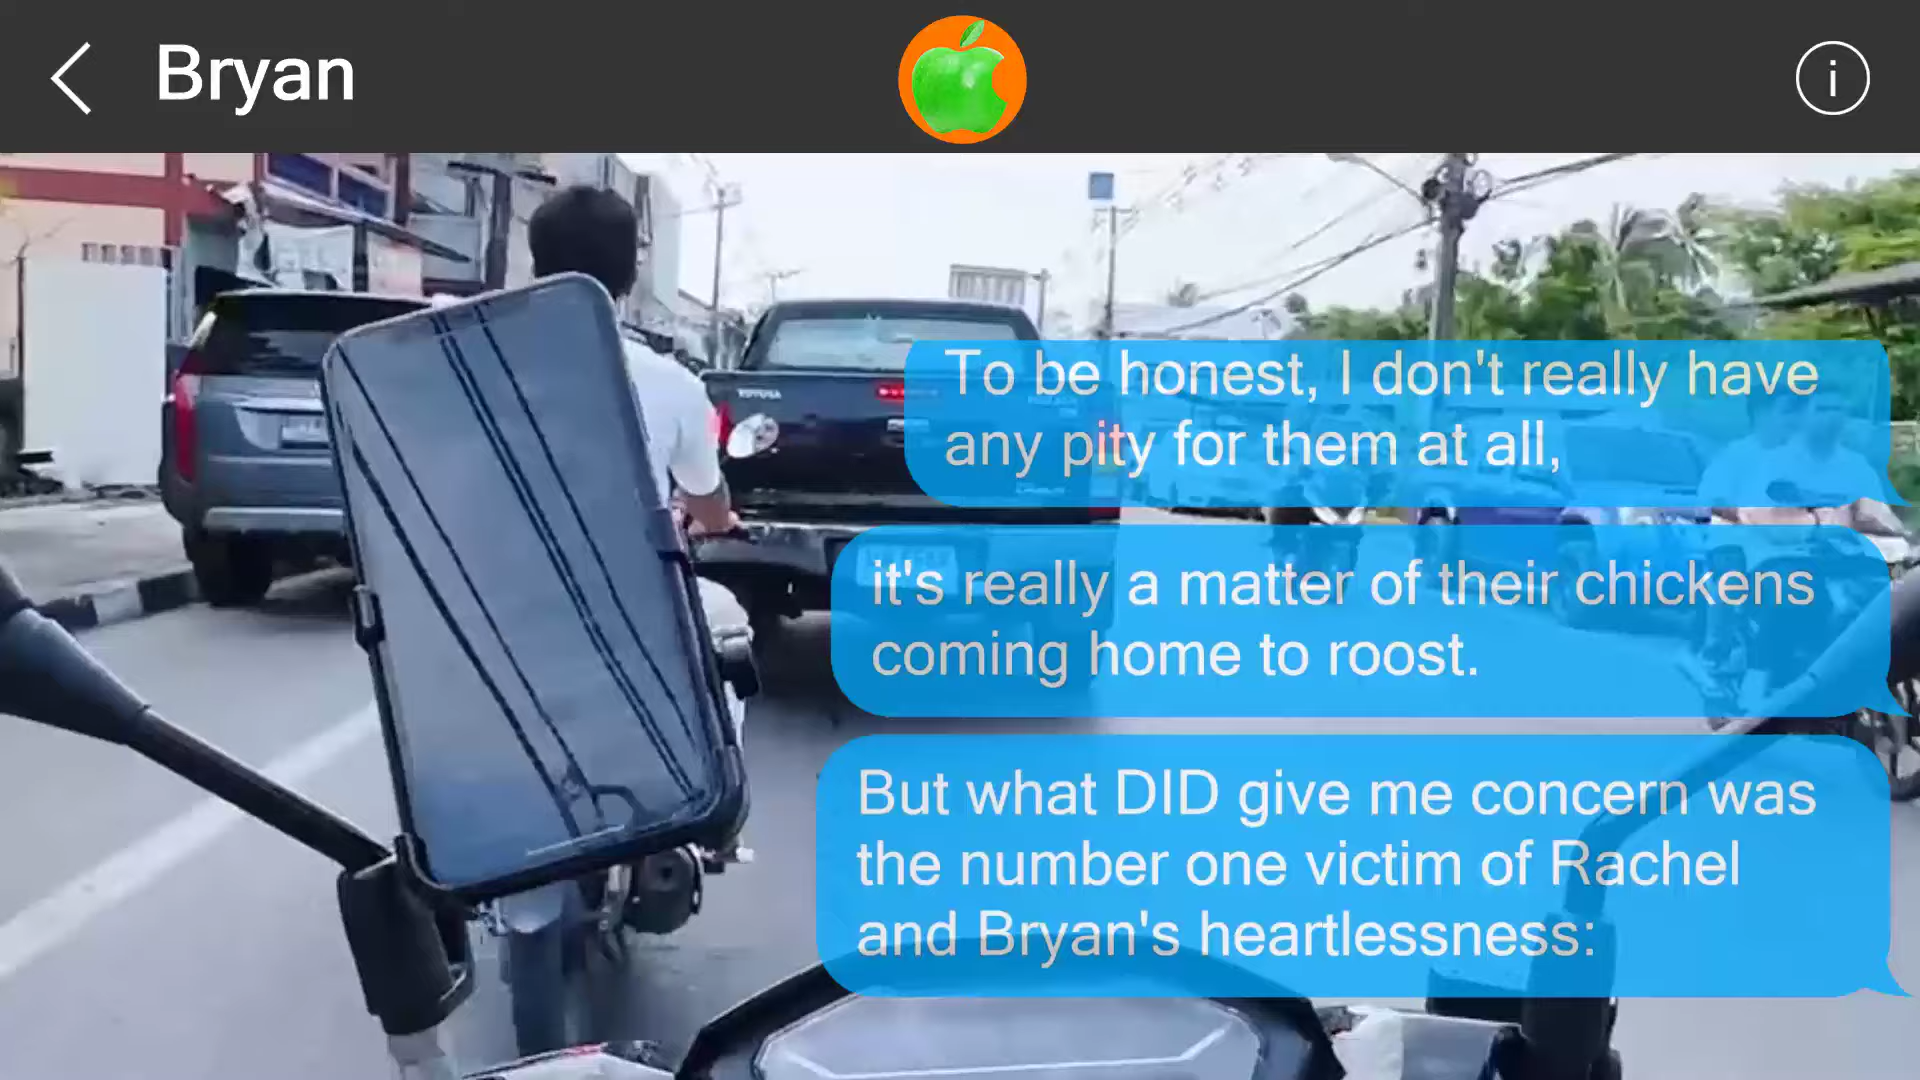 Bryan
TOYOTA
To be honest, I don't really have
any pity for them at all,
it's really a matter of their chickens
coming home to roost.
But what DID give me concern was
the number one victim of Rachel
and Bryan's heartlessness: